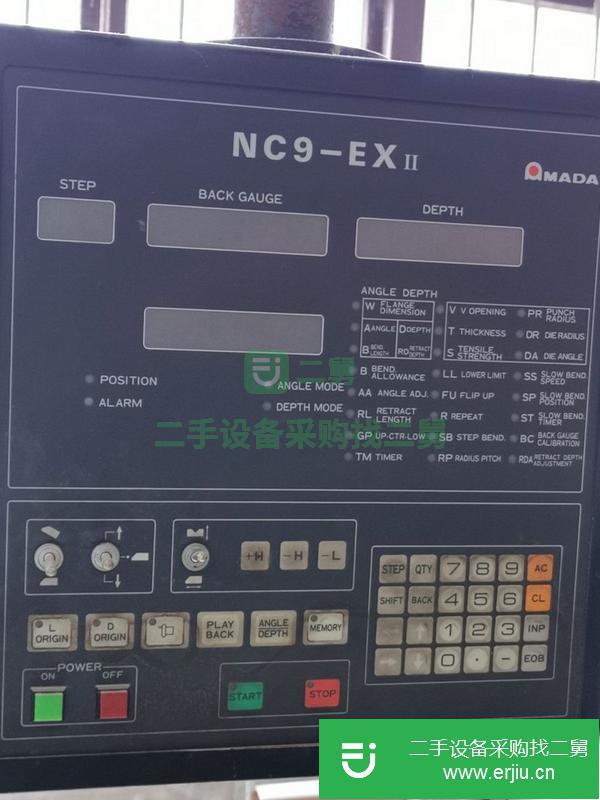 NC9-EX II
AMADA
STEP
BACK GAUGE
DEPTH
ANGLE DEPTH
W FLANGE DIMENSION
V V OPENING
PR PUNCH RADIUS
A ANGLE
D DEPTH
T THICKNESS
DR DIE RADIUS
B BEND. LENGTH
RD RETRACT DEPTH
S TENSILE STRENGTH
DA DIE ANGLE
POSITION
ALARM
ANGLE MODE
DEPTH MODE
B BEND. ALLOWANCE
LL LOWER LIMIT
SS SLOW BEND. SPEED
AA ANGLE ADJ.
FU FLIP UP
SP SLOW BEND. POSITION
RL RETRACT LENGTH
R REPEAT
ST SLOW BEND. TIMER
GP UP-CTR-LOW
SB STEP BEND.
BC BACK GAUGE CALIBRATION
TM TIMER
RP RADIUS PITCH
RDA RETRACT DEPTH ADJUSTMENT
二舅
二手设备采购找二舅
+H
-H
-L
STEP QTY 7 8 9 AC
SHIFT BACK 4 5 6 CL
1 2 3 INP
0 · - EOB
L ORIGIN
D ORIGIN
PLAY BACK
ANGLE DEPTH
MEMORY
POWER
ON
OFF
START
STOP
二手设备采购找二舅
www.erjiu.cn